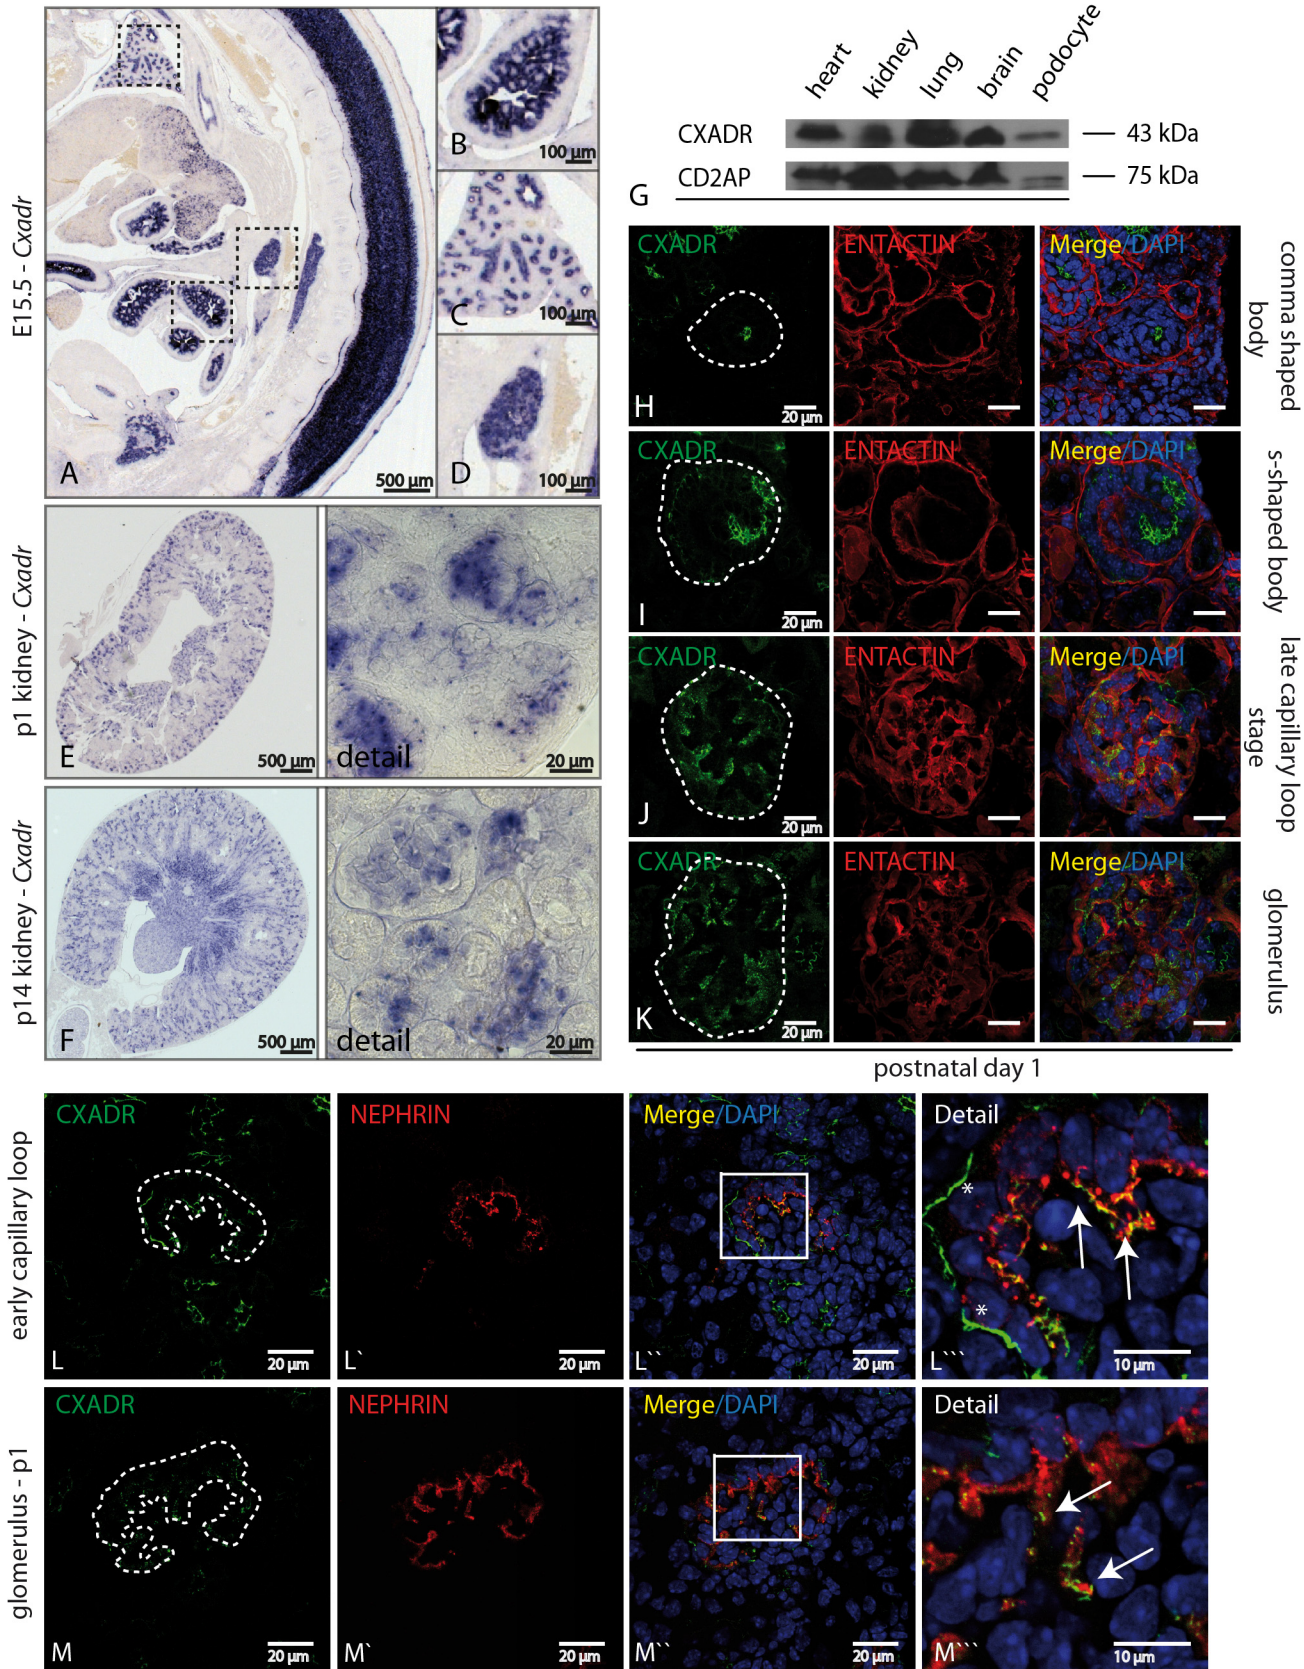 E15.5 - Cxadr
A
500 µm
B
100 µm
C
100 µm
D
100 µm
p1 kidney - Cxadr
E
500 µm
detail
20 µm
p14 kidney - Cxadr
F
500 µm
detail
20 µm
heart
kidney
lung
brain
podocyte
CXADR
43 kDa
CD2AP
75 kDa
G
CXADR
ENTACTIN
Merge/DAPI
H
20 µm
comma shaped
body
CXADR
ENTACTIN
Merge/DAPI
I
20 µm
s-shaped body
CXADR
ENTACTIN
Merge/DAPI
J
20 µm
late capillary loop
stage
CXADR
ENTACTIN
Merge/DAPI
K
20 µm
glomerulus
postnatal day 1
early capillary loop
CXADR
NEPHRIN
Merge/DAPI
Detail
*
*
L
20 µm
L`
20 µm
L``
20 µm
L```
10 µm
glomerulus - p1
CXADR
NEPHRIN
Merge/DAPI
Detail
M
20 µm
M`
20 µm
M``
20 µm
M```
10 µm